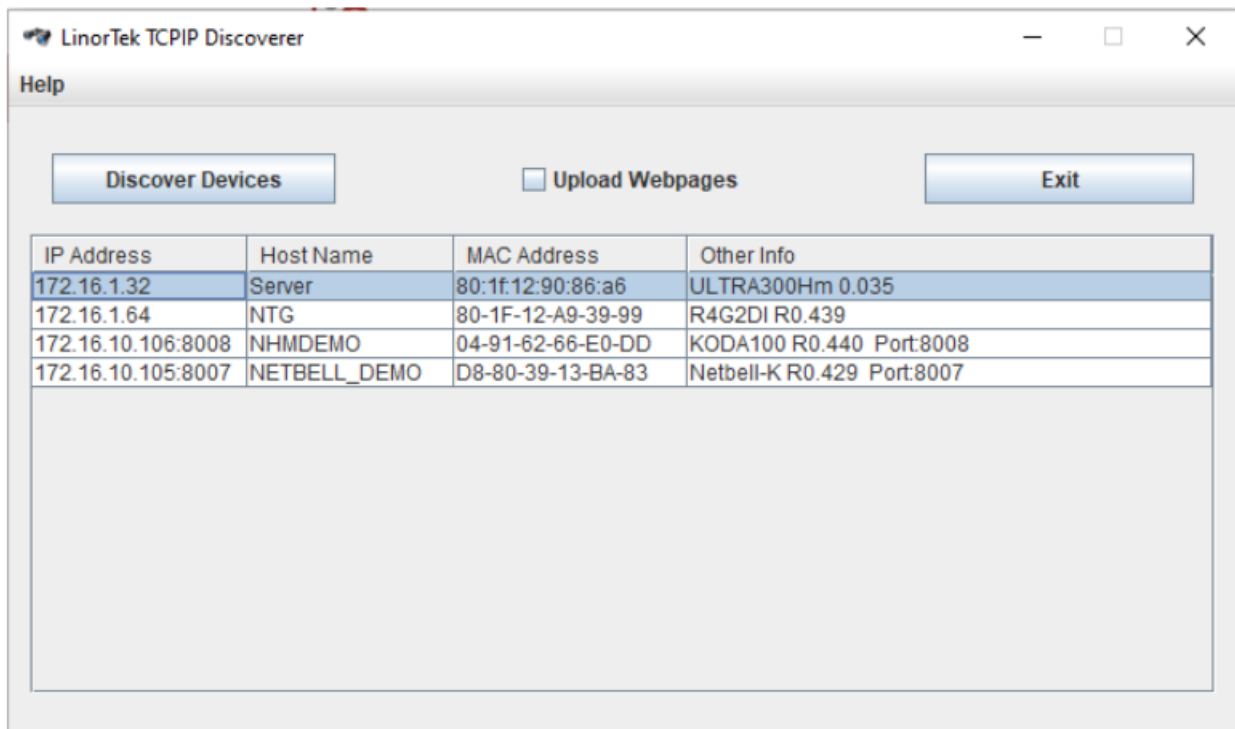 LinorTek TCPIP Discoverer
Help
Discover Devices Upload Webpages Exit
IP Address Host Name MAC Address Other Info
172.16.1.32 Server 80:1f:12:90:86:a6 ULTRA300Hm 0.035
172.16.1.64 NTG 80-1F-12-A9-39-99 R4G2DI R0.439
172.16.10.106:8008 NHMDEMO 04-91-62-66-E0-DD KODA100 R0.440 Port:8008
172.16.10.105:8007 NETBELL_DEMO D8-80-39-13-BA-83 Netbell-K R0.429 Port:8007